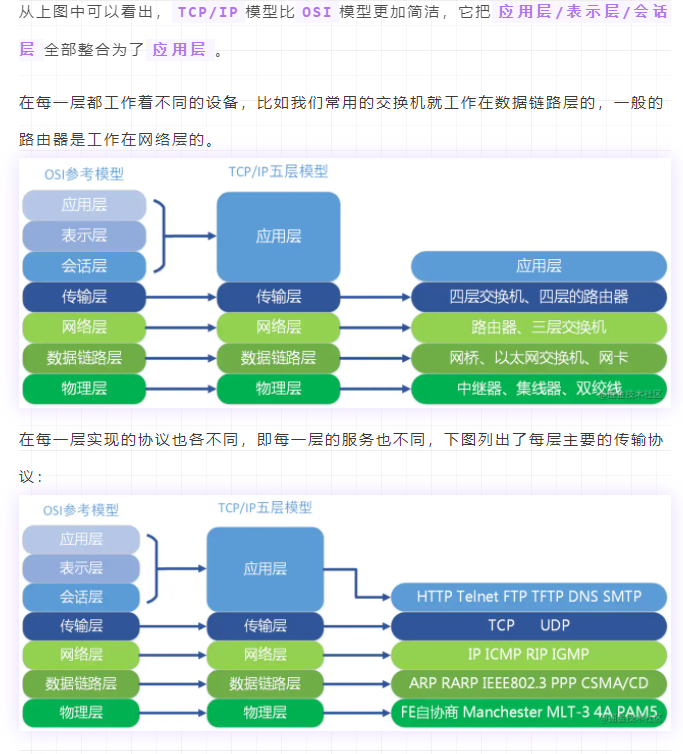 从上图中可以看出， TCP/IP 模型比 OSI 模型更加简洁，它把 应用层/表示层/会话
层 全部整合为了 应用层 。
在每一层都工作着不同的设备，比如我们常用的交换机就工作在数据链路层的，一般的
路由器是工作在网络层的。
OSI参考模型 TCP/IP五层模型
应用层
表示层 应用层
会话层 应用层
传输层 传输层 四层交换机、四层的路由器
网络层 网络层 路由器、三层交换机
数据链路层 数据链路层 网桥、以太网交换机、网卡
物理层 物理层 中继器、集线器、双绞线
在每一层实现的协议也各不同，即每一层的服务也不同，下图列出了每层主要的传输协
议：
OSI参考模型 TCP/IP五层模型
应用层
表示层 应用层
会话层 HTTP Telnet FTP TFTP DNS SMTP
传输层 传输层 TCP UDP
网络层 网络层 IP ICMP RIP IGMP
数据链路层 数据链路层 ARP RARP IEEE802.3 PPP CSMA/CD
物理层 物理层 FE自协商 Manchester MLT-3 4A PAM5